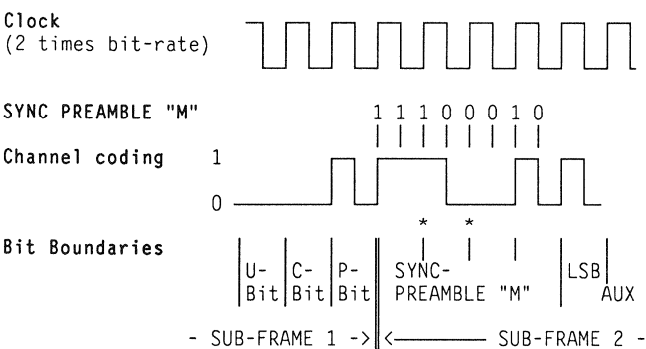 Clock
(2 times bit-rate)
SYNC PREAMBLE "M" 1 1 1 0 0 0 1 0
Channel coding 1
0
* *
Bit Boundaries
U- C- P- SYNC- LSB
Bit Bit Bit PREAMBLE "M" AUX
- SUB-FRAME 1 -> <—— SUB-FRAME 2 -